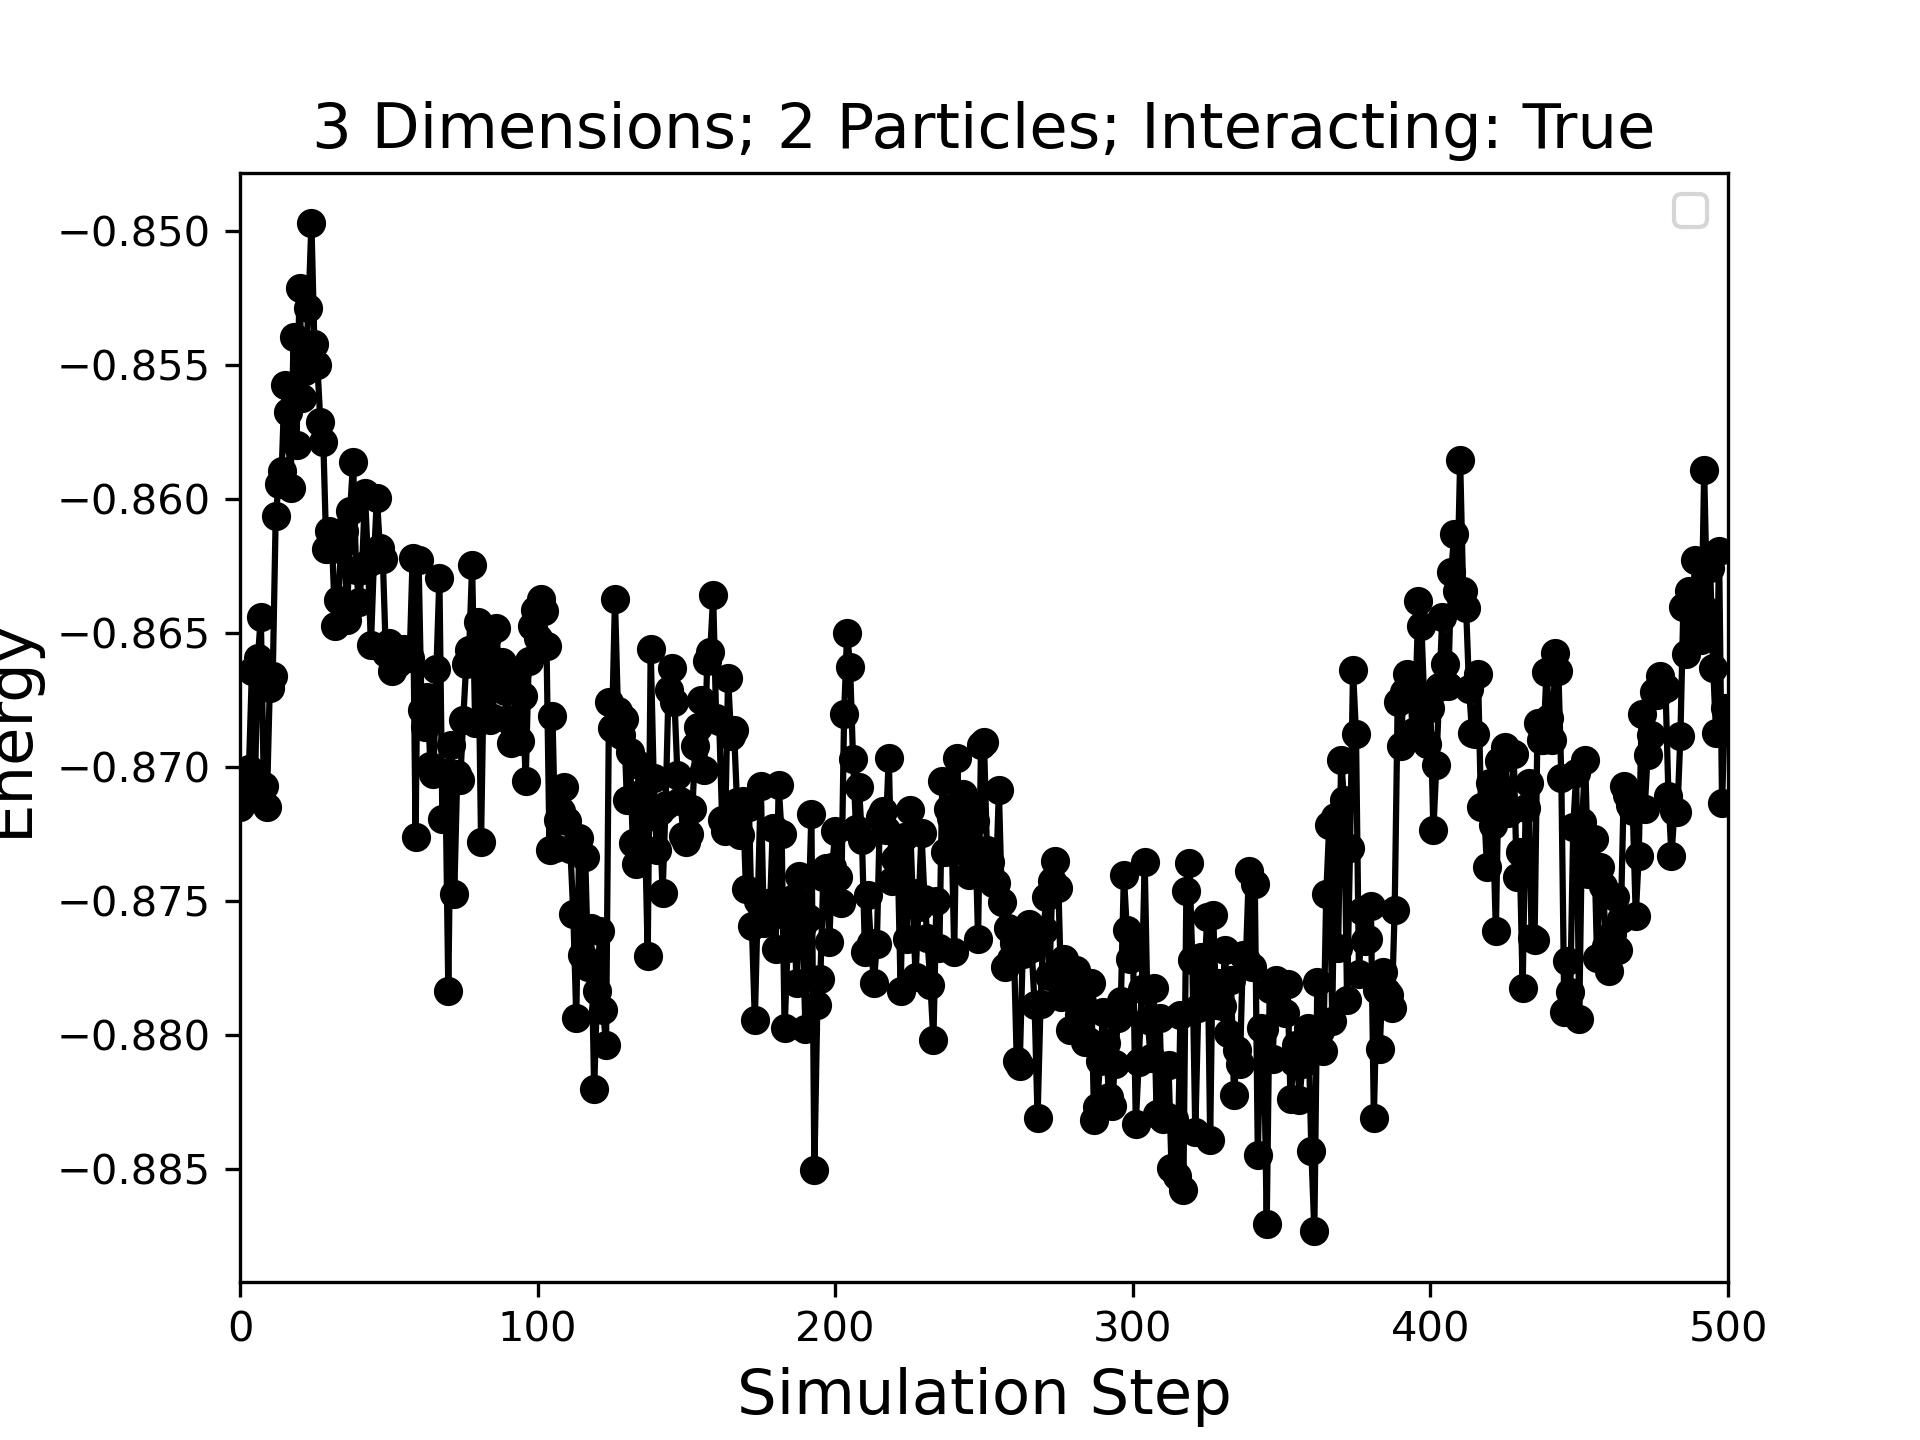 3 Dimensions; 2 Particles; Interacting: True
−0.850
−0.855
−0.860
−0.865
−0.870
−0.875
−0.880
−0.885
Energy
0 100 200 300 400 500
Simulation Step